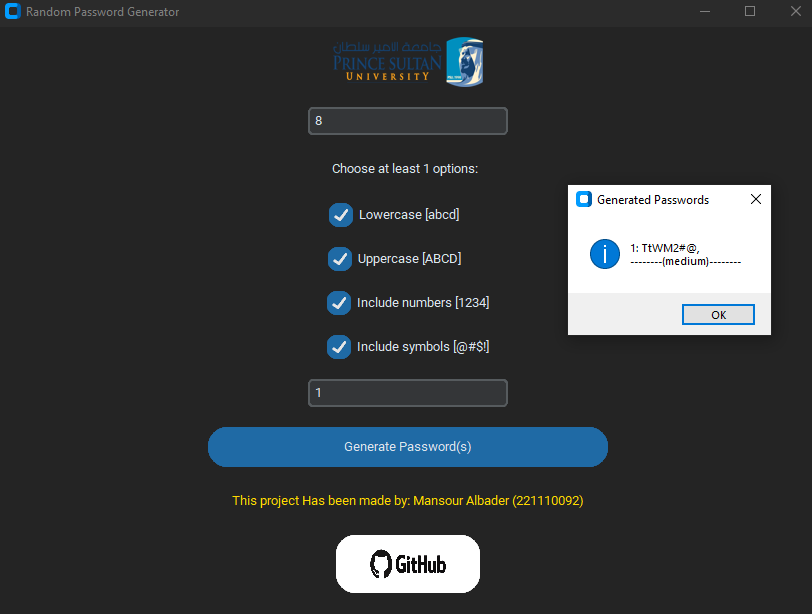 Random Password Generator
جامعة الأمير سلطان
PRINCE SULTAN
UNIVERSITY
8
Choose at least 1 options:
Lowercase [abcd]
Uppercase [ABCD]
Include numbers [1234]
Include symbols [@#$!]
1
Generate Password(s)
This project Has been made by: Mansour Albader (221110092)
GitHub
Generated Passwords
1: TtWM2#@,
--------(medium)--------
OK